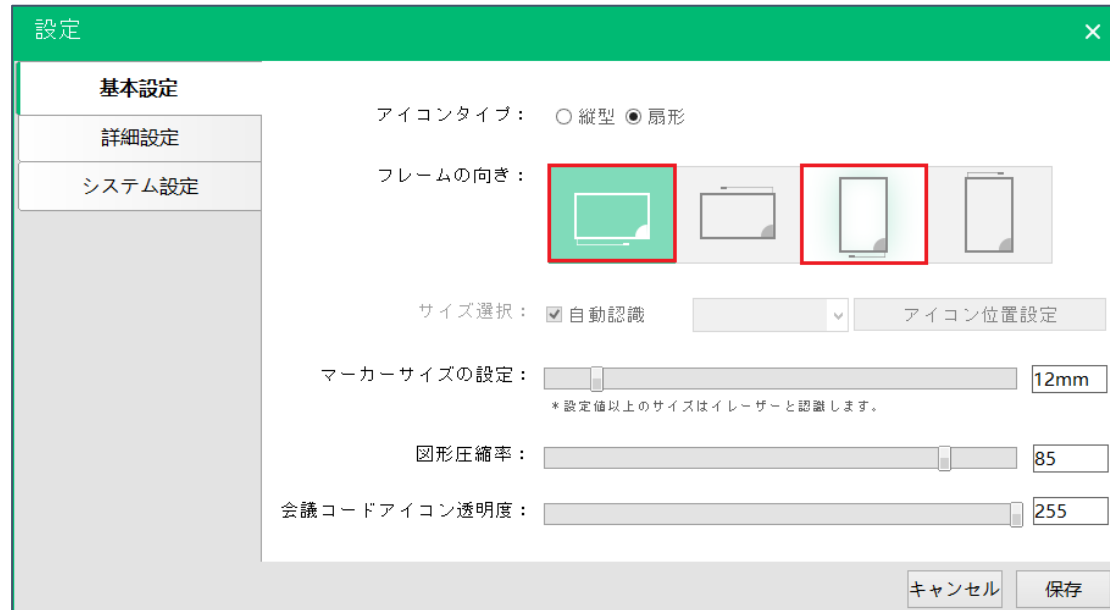 設定
基本設定
詳細設定
システム設定
アイコンタイプ： 縦型 扇形
フレームの向き：
サイズ選択： 自動認識 アイコン位置設定
マーカーサイズの設定： 12mm
*設定値以上のサイズはイレーザーと認識します。
図形圧縮率： 85
会議コードアイコン透明度： 255
キャンセル 保存